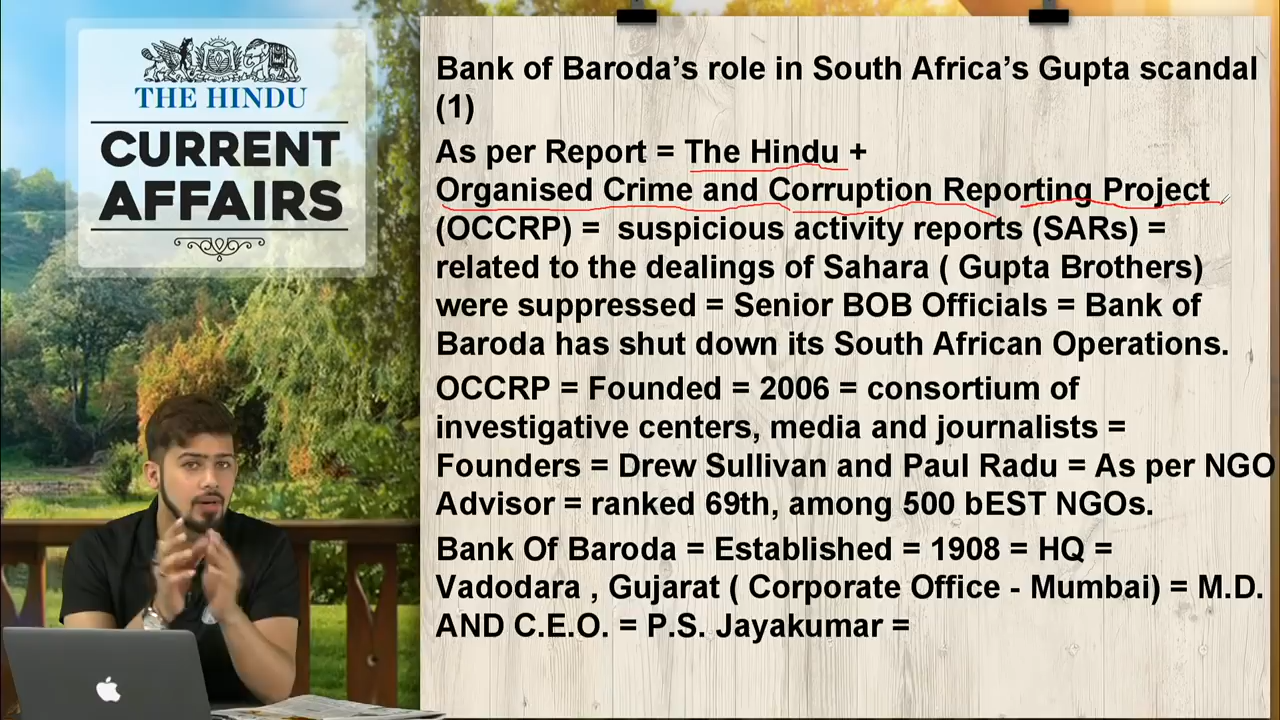 THE HINDU
CURRENT
AFFAIRS
Bank of Baroda’s role in South Africa’s Gupta scandal
(1)
As per Report = The Hindu +
Organised Crime and Corruption Reporting Project
(OCCRP) = suspicious activity reports (SARs) =
related to the dealings of Sahara ( Gupta Brothers)
were suppressed = Senior BOB Officials = Bank of
Baroda has shut down its South African Operations.
OCCRP = Founded = 2006 = consortium of
investigative centers, media and journalists =
Founders = Drew Sullivan and Paul Radu = As per NGO
Advisor = ranked 69th, among 500 bEST NGOs.
Bank Of Baroda = Established = 1908 = HQ =
Vadodara , Gujarat ( Corporate Office - Mumbai) = M.D.
AND C.E.O. = P.S. Jayakumar =